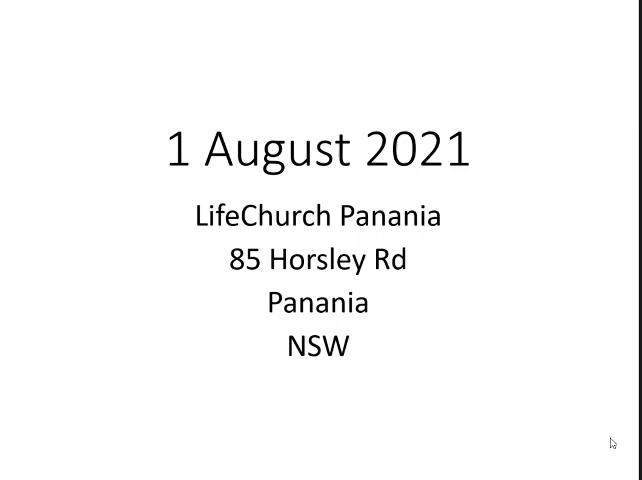 1 August 2021
LifeChurch Panania
85 Horsley Rd
Panania
NSW